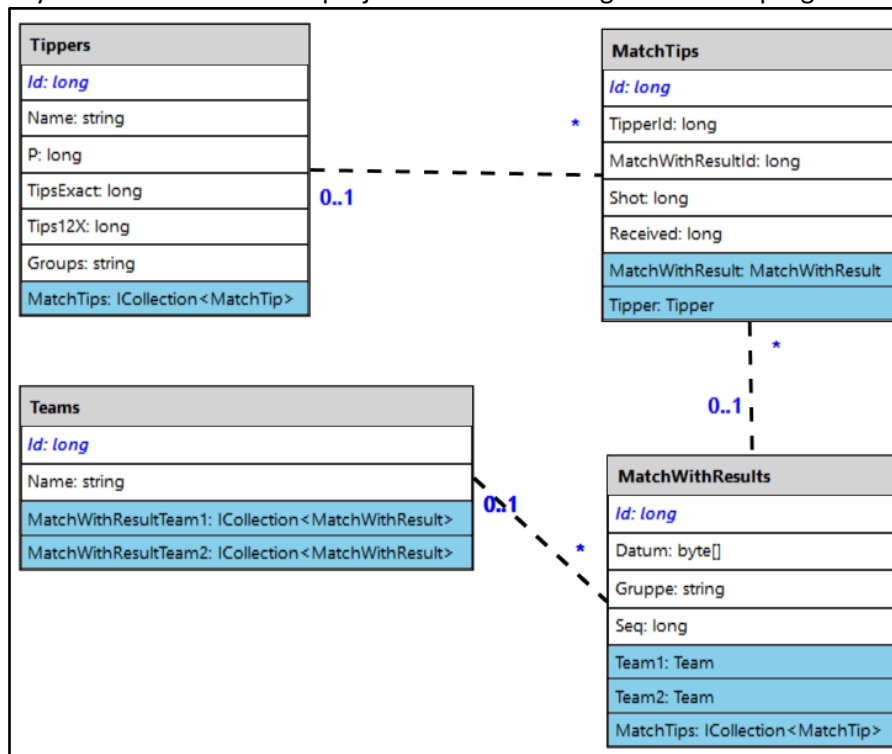 Tippers
Id: long
Name: string
P: long
TipsExact: long
Tips12X: long
Groups: string
MatchTips: ICollection<MatchTip>
0..1
*
MatchTips
Id: long
TipperId: long
MatchWithResultId: long
Shot: long
Received: long
MatchWithResult: MatchWithResult
Tipper: Tipper
*
0..1
Teams
Id: long
Name: string
MatchWithResultTeam1: ICollection<MatchWithResult>
MatchWithResultTeam2: ICollection<MatchWithResult>
0..1
*
MatchWithResults
Id: long
Datum: byte[]
Gruppe: string
Seq: long
Team1: Team
Team2: Team
MatchTips: ICollection<MatchTip>